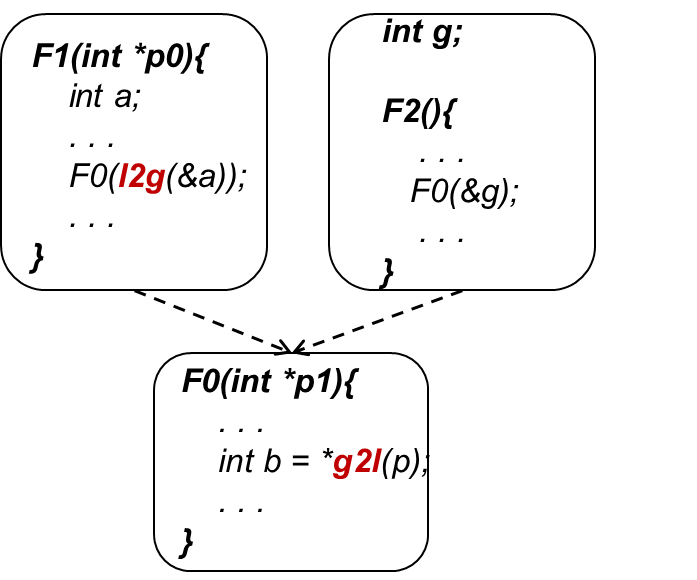 F1(int *p0){
int a;
. . .
F0(l2g(&a));
. . .
}
int g;
F2(){
. . .
F0(&g);
. . .
}
F0(int *p1){
. . .
int b = *g2l(p);
. . .
}